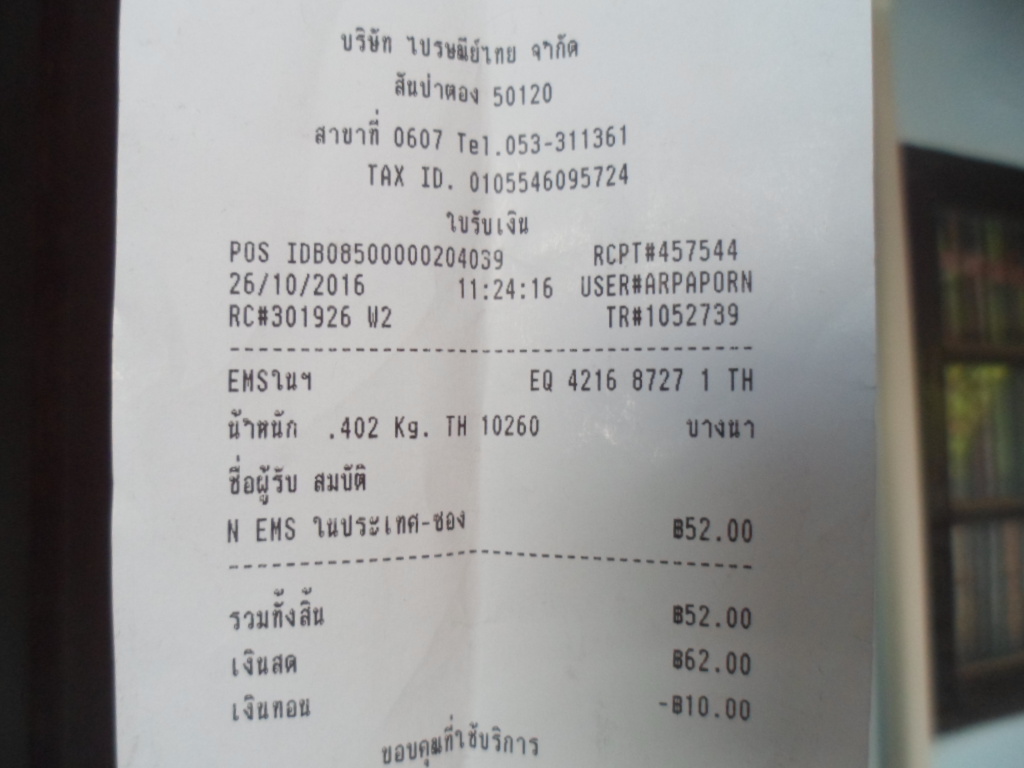 บริษัท ไปรษณีย์ไทย จำกัด
สันป่าตอง 50120
สาขาที่ 0607 Tel.053-311361
TAX ID. 0105546095724
ใบรับเงิน
POS IDB08500000204039 RCPT#457544
26/10/2016 11:24:16 USER#ARPAPORN
RC#301926 W2 TR#1052739
EMSในฯ EQ 4216 8727 1 TH
น้ำหนัก .402 Kg. TH 10260 บางนา
ชื่อผู้รับ สมบัติ
N EMS ในประเทศ-ซอง ฿52.00
รวมทั้งสิ้น ฿52.00
เงินสด ฿62.00
เงินทอน -฿10.00
ขอบคุณที่ใช้บริการ